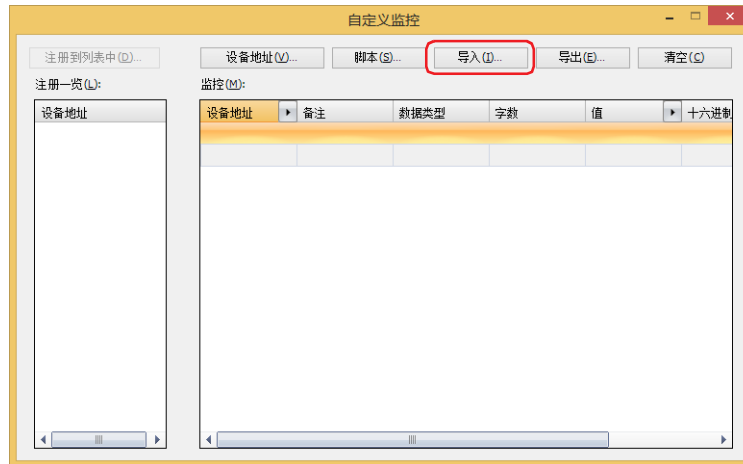 自定义监控
注册到列表中(D)... 设备地址(V)... 脚本(S)... 导入(I)... 导出(E)... 清空(C)
注册一览(L): 监控(M):
设备地址 设备地址 备注 数据类型 字数 值 十六进制